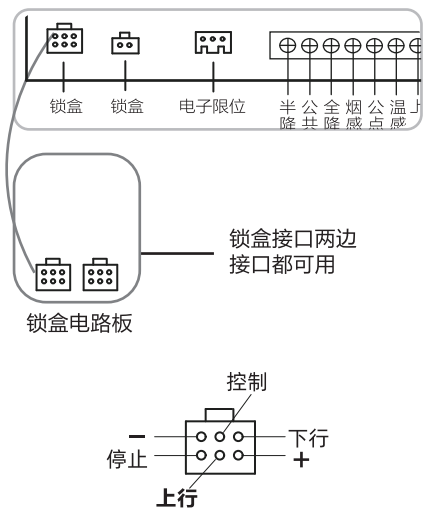 锁盒 锁盒 电子限位
半隆 公共 全隆 烟感 公点 温感 上
锁盒接口两边
接口都可用
锁盒电路板
控制
− 下行
停止 +
上行